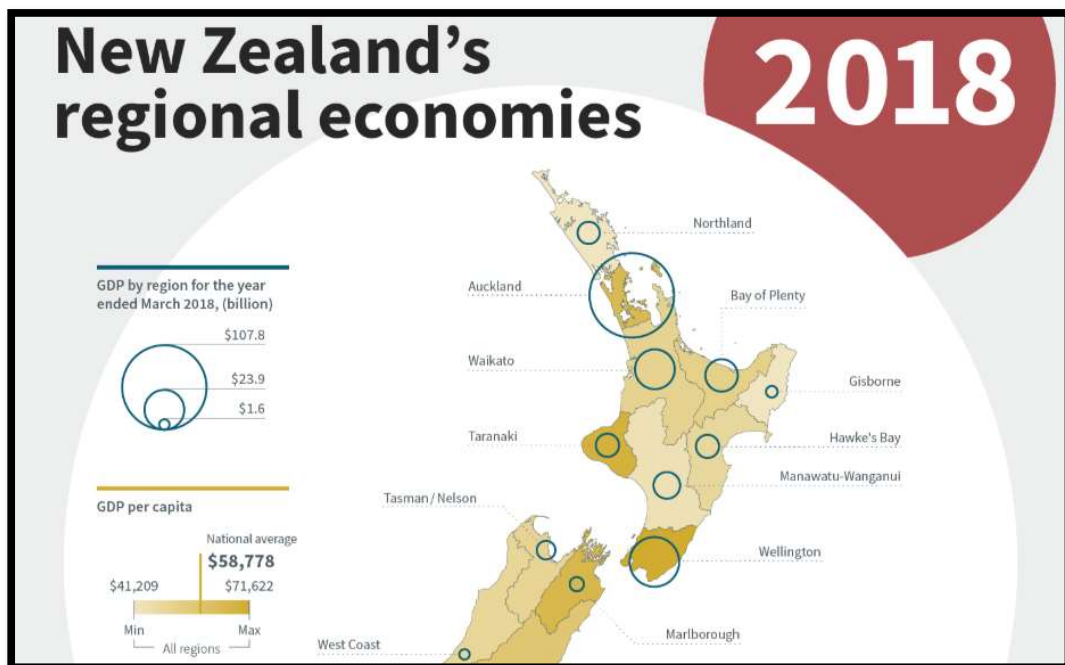 New Zealand's
regional economies
2018
GDP by region for the year
ended March 2018, (billion)
$107.8
$23.9
$1.6
GDP per capita
National average
$58,778
$41,209
$71,622
Min
Max
All regions
Northland
Auckland
Bay of Plenty
Waikato
Gisborne
Taranaki
Hawke's Bay
Manawatu-Wanganui
Tasman / Nelson
Wellington
Marlborough
West Coast